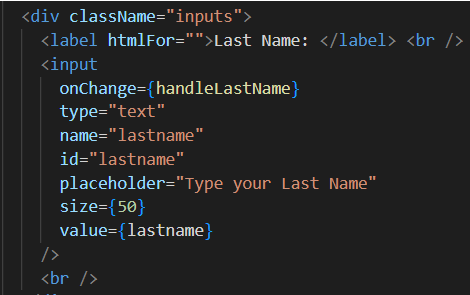 <div className="inputs">
<label htmlFor="">Last Name: </label> <br />
<input
onChange={handleLastName}
type="text"
name="lastname"
id="lastname"
placeholder="Type your Last Name"
size={50}
value={lastname}
/>
<br />